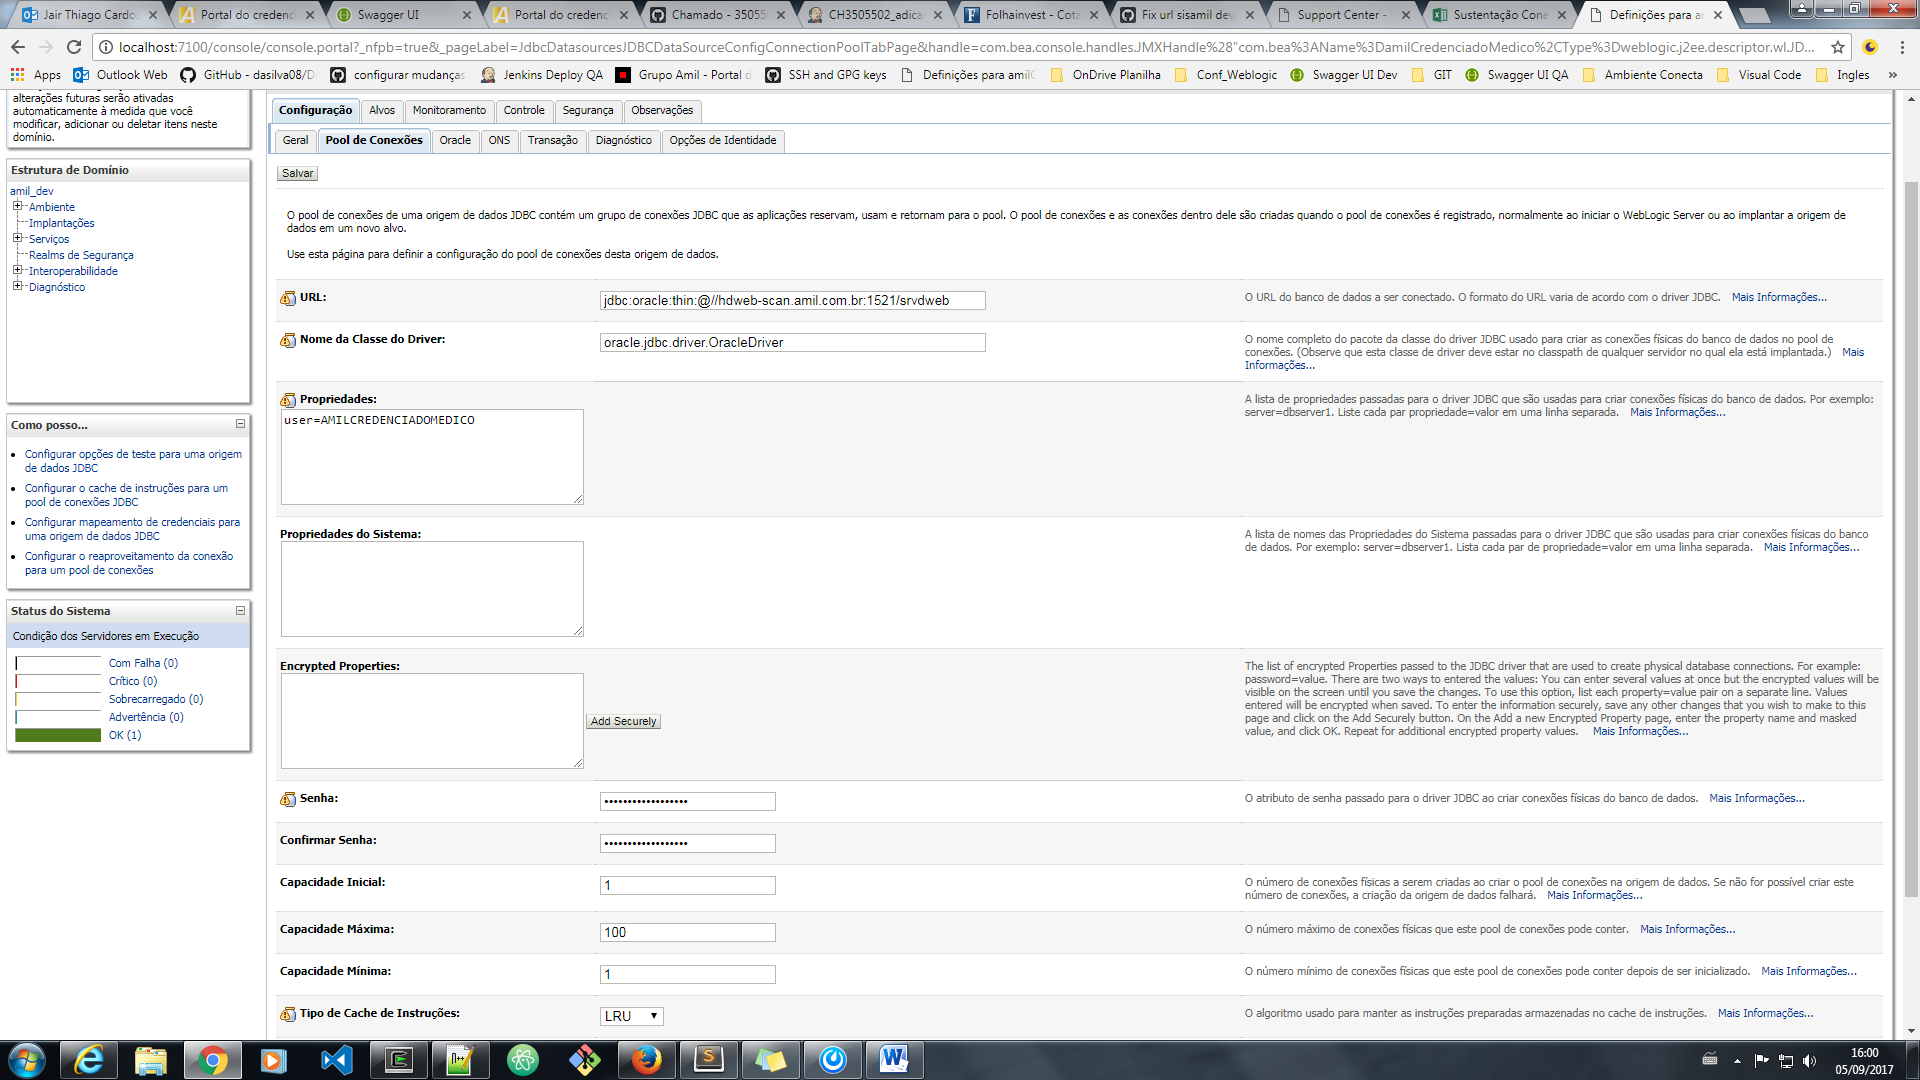 Jair Thiago Cardos
Portal do credenc
Swagger UI
Portal do credenc
Chamado - 35055
CH3505502_adica
Folhainvest - Cota
Fix url sisamil dev
Support Center -
Sustentação Cone
Definições para ar
localhost:7100/console/console.portal?_nfpb=true&_pageLabel=JdbcDatasourcesJDBCDataSourceConfigConnectionPoolTabPage&handle=com.bea.console.handles.JMXHandle%28"com.bea%3AName%3DamilCredenciadoMedico%2CType%3Dweblogic.j2ee.descriptor.wl.JD...
Apps
Outlook Web
GitHub - dasilva08/D
configurar mudanças
Jenkins Deploy QA
Grupo Amil - Portal d
SSH and GPG keys
Definições para amilC
OnDrive Planilha
Conf_Weblogic
Swagger UI Dev
GIT
Swagger UI QA
Ambiente Conecta
Visual Code
Ingles
»
alterações futuras serão ativadas
automaticamente à medida que você
modificar, adicionar ou deletar itens neste
domínio.
Estrutura de Domínio
amil_dev
Ambiente
Implantações
Serviços
Realms de Segurança
Interoperabilidade
Diagnóstico
Como posso...
Configurar opções de teste para uma origem
de dados JDBC
Configurar o cache de instruções para um
pool de conexões JDBC
Configurar mapeamento de credenciais para
uma origem de dados JDBC
Configurar o reaproveitamento da conexão
para um pool de conexões
Status do Sistema
Condição dos Servidores em Execução
Com Falha (0)
Crítico (0)
Sobrecarregado (0)
Advertência (0)
OK (1)
Configuração
Alvos
Monitoramento
Controle
Segurança
Observações
Geral
Pool de Conexões
Oracle
ONS
Transação
Diagnóstico
Opções de Identidade
Salvar
O pool de conexões de uma origem de dados JDBC contém um grupo de conexões JDBC que as aplicações reservam, usam e retornam para o pool. O pool de conexões e as conexões dentro dele são criadas quando o pool de conexões é registrado, normalmente ao iniciar o WebLogic Server ou ao implantar a origem de
dados em um novo alvo.
Use esta página para definir a configuração do pool de conexões desta origem de dados.
URL:
jdbc:oracle:thin:@//hdweb-scan.amil.com.br:1521/srvdweb
O URL do banco de dados a ser conectado. O formato do URL varia de acordo com o driver JDBC. Mais Informações...
Nome da Classe do Driver:
oracle.jdbc.driver.OracleDriver
O nome completo do pacote da classe do driver JDBC usado para criar as conexões físicas do banco de dados no pool de
conexões. (Observe que esta classe de driver deve estar no classpath de qualquer servidor no qual ela está implantada.) Mais
Informações...
Propriedades:
user=AMILCREDENCIADOMEDICO
A lista de propriedades passadas para o driver JDBC que são usadas para criar conexões físicas do banco de dados. Por exemplo:
server=dbserver1. Liste cada par propriedade=valor em uma linha separada. Mais Informações...
Propriedades do Sistema:
A lista de nomes das Propriedades do Sistema passadas para o driver JDBC que são usadas para criar conexões físicas do banco
de dados. Por exemplo: server=dbserver1. Lista cada par de propriedade=valor em uma linha separada. Mais Informações...
Encrypted Properties:
Add Securely
The list of encrypted Properties passed to the JDBC driver that are used to create physical database connections. For example:
password=value. There are two ways to entered the values: You can enter several values at once but the encrypted values will be
visible on the screen until you save the changes. To use this option, list each property=value pair on a separate line. Values
entered will be encrypted when saved. To enter the information securely, save any other changes that you wish to make to this
page and click on the Add Securely button. On the Add a new Encrypted Property page, enter the property name and masked
value, and click OK. Repeat for additional encrypted property values. Mais Informações...
Senha:
••••••••••••••••••
O atributo de senha passado para o driver JDBC ao criar conexões físicas do banco de dados. Mais Informações...
Confirmar Senha:
••••••••••••••••••
Capacidade Inicial:
1
O número de conexões físicas a serem criadas ao criar o pool de conexões na origem de dados. Se não for possível criar este
número de conexões, a criação da origem de dados falhará. Mais Informações...
Capacidade Máxima:
100
O número máximo de conexões físicas que este pool de conexões pode conter. Mais Informações...
Capacidade Mínima:
1
O número mínimo de conexões físicas que este pool de conexões pode conter depois de ser inicializado. Mais Informações...
Tipo de Cache de Instruções:
LRU
O algoritmo usado para manter as instruções preparadas armazenadas no cache de instruções. Mais Informações...
16:00
05/09/2017